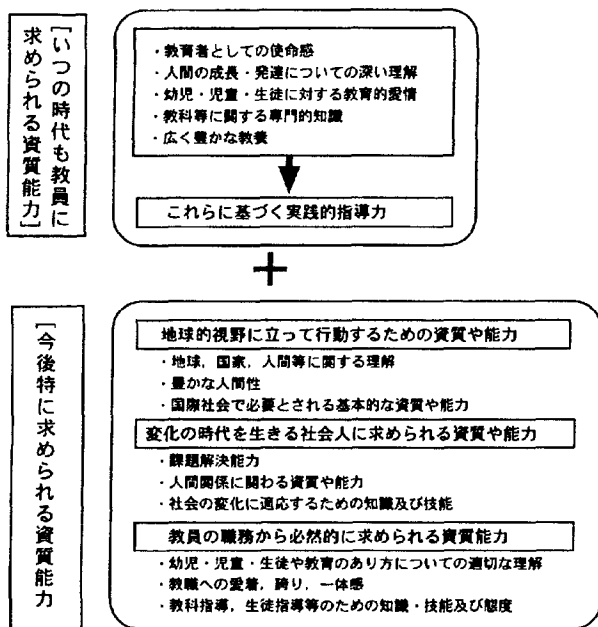 ［いつの時代も教員に
求められる資質能力］
・教育者としての使命感
・人間の成長・発達についての深い理解
・幼児・児童・生徒に対する教育的愛情
・教科等に関する専門的知識
・広く豊かな教養
これらに基づく実践的指導力
＋
［今後特に求められる資質能力
地球的視野に立って行動するための資質や能力
・地球，国家，人間等に関する理解
・豊かな人間性
・国際社会で必要とされる基本的な資質や能力
変化の時代を生きる社会人に求められる資質や能力
・課題解決能力
・人間関係に関わる資質や能力
・社会の変化に適応するための知識及び技能
教員の職務から必然的に求められる資質能力
・幼児・児童・生徒や教育のあり方についての適切な理解
・教職への愛着，誇り，一体感
・教科指導，生徒指導等のための知識・技能及び態度